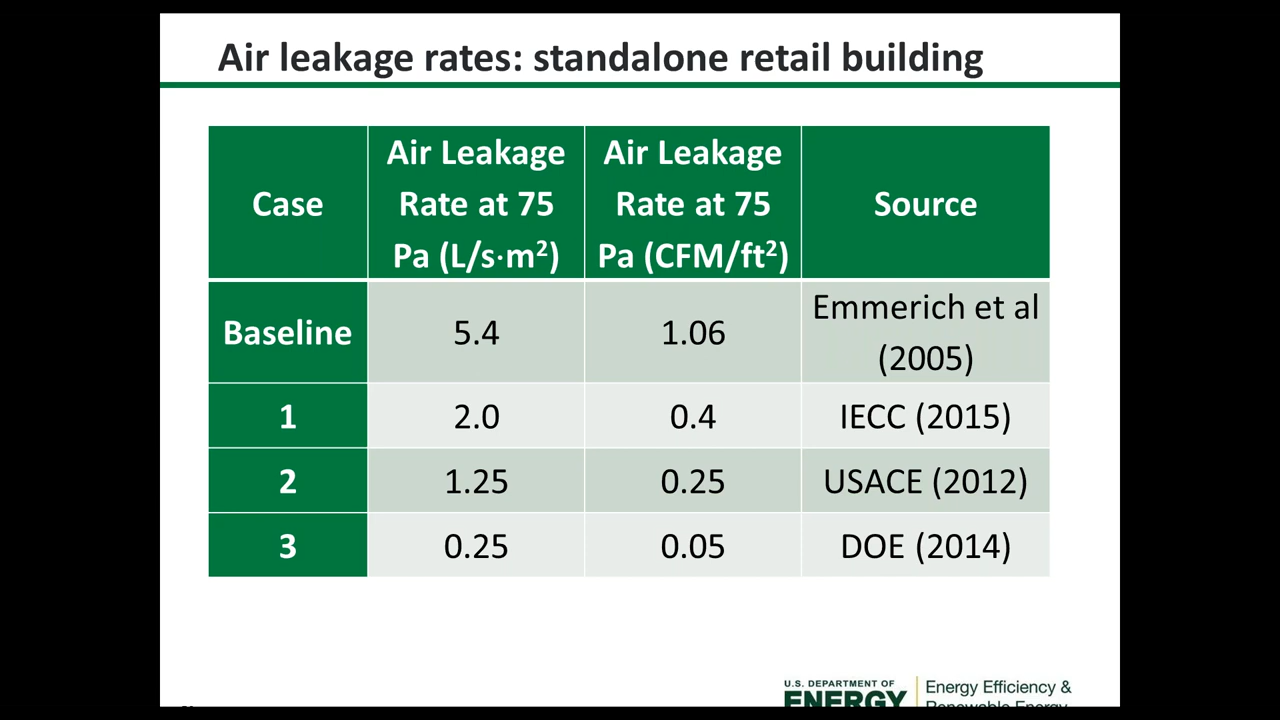 Air leakage rates: standalone retail building
Case
Air Leakage
Rate at 75
Pa (L/s·m²)
Air Leakage
Rate at 75
Pa (CFM/ft²)
Source
Baseline
5.4
1.06
Emmerich et al
(2005)
1
2.0
0.4
IECC (2015)
2
1.25
0.25
USACE (2012)
3
0.25
0.05
DOE (2014)
U.S. DEPARTMENT OF
ENERGY
Energy Efficiency &
Renewable Energy